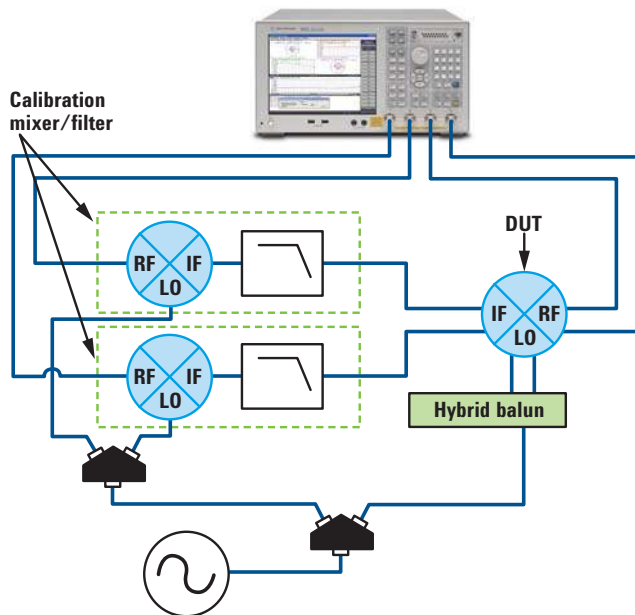 Calibration
mixer/filter
DUT
RF IF
LO
IF RF
LO
RF IF
LO
Hybrid balun